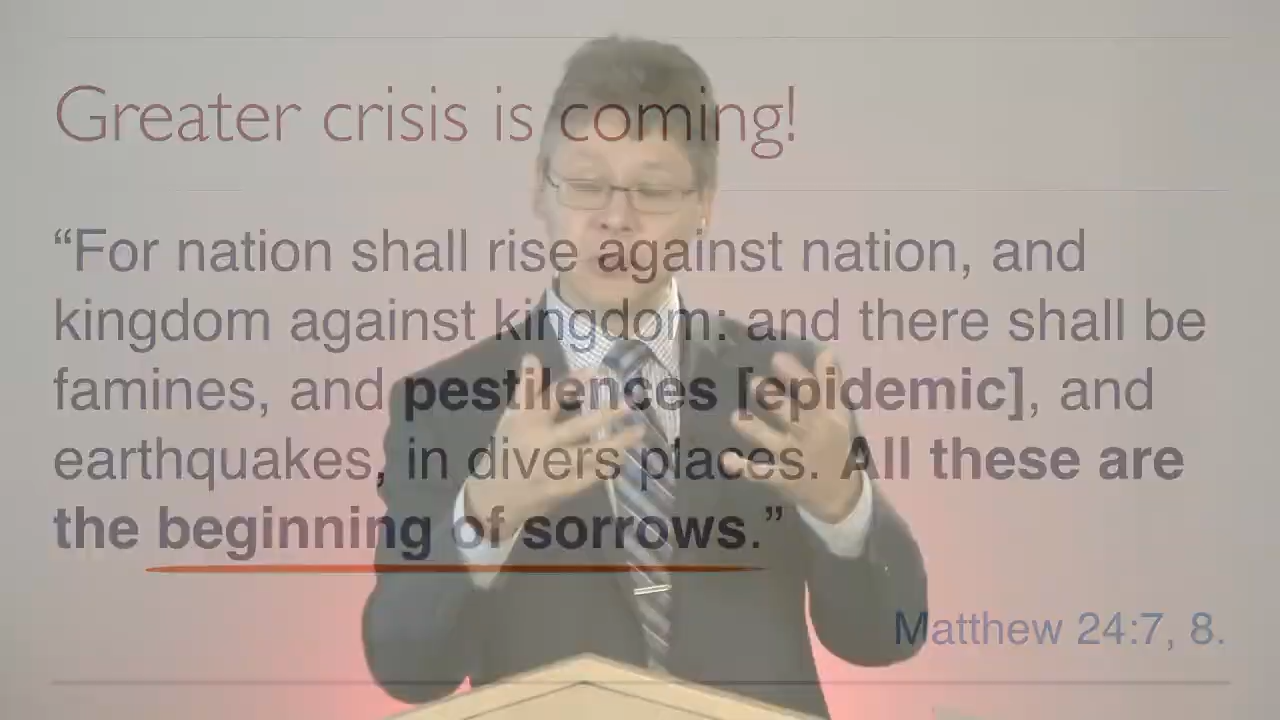 Greater crisis is coming!
“For nation shall rise against nation, and
kingdom against kingdom: and there shall be
famines, and pestilences [epidemic], and
earthquakes, in divers places. All these are
the beginning of sorrows.”
Matthew 24:7, 8.